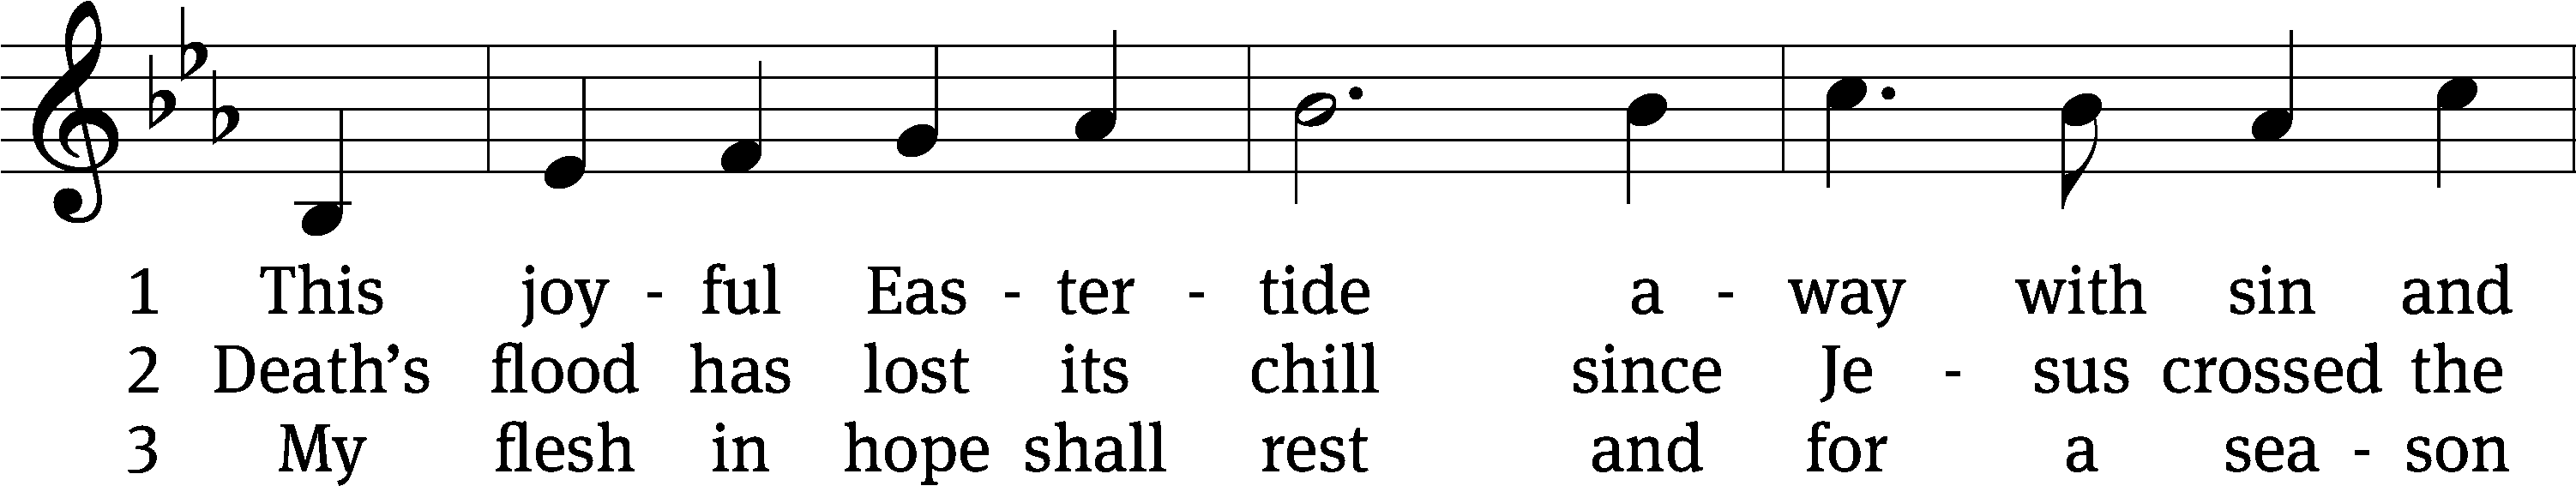 1 This joy - ful Eas - ter - tide a - way with sin and
2 Death’s flood has lost its chill since Je - sus crossed the
3 My flesh in hope shall rest and for a sea - son